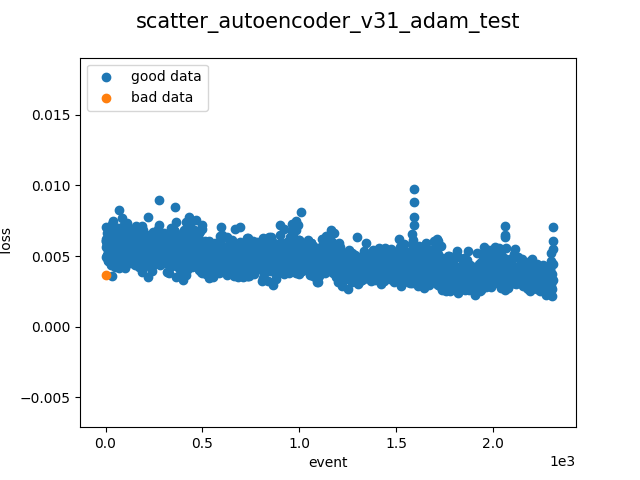 scatter_autoencoder_v31_adam_test
good data
bad data
0.015
0.010
0.005
0.000
−0.005
loss
0.0
0.5
1.0
1.5
2.0
1e3
event